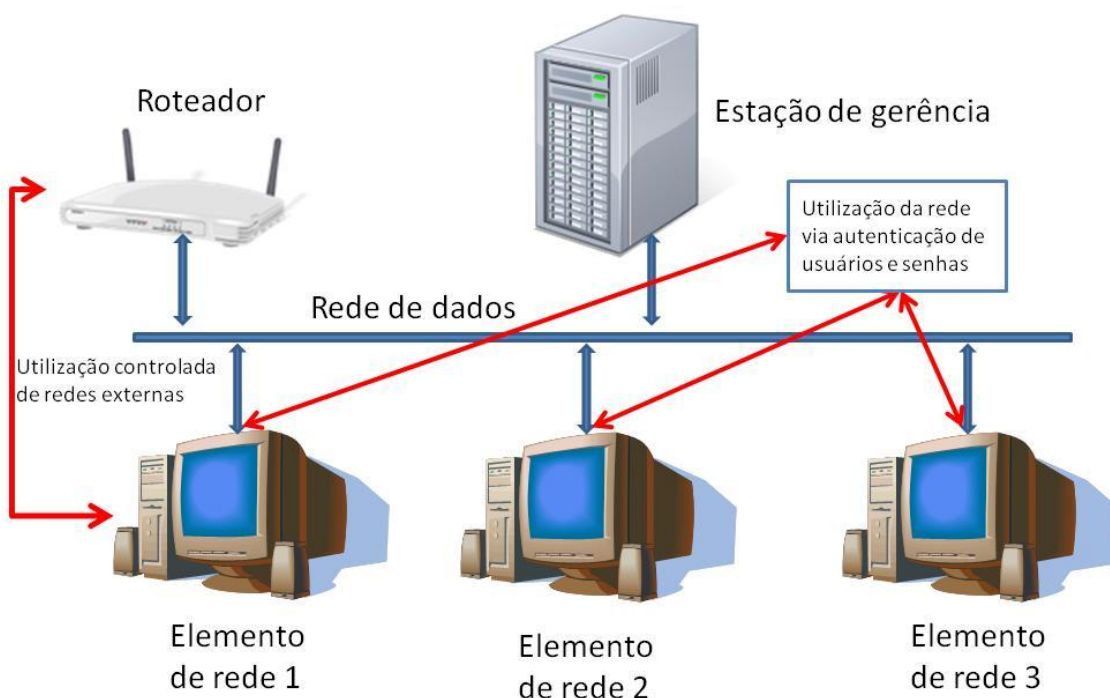 Roteador
Estação de gerência
Utilização da rede
via autenticação de
usuários e senhas
Rede de dados
Utilização controlada
de redes externas
Elemento
de rede 1
Elemento
de rede 2
Elemento
de rede 3